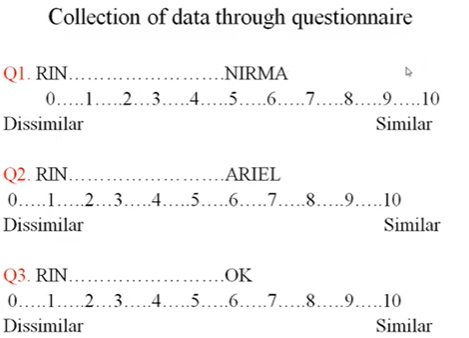 Collection of data through questionnaire
Q1. RIN……………………NIRMA
0…..1…..2…3…..4…..5…..6…..7…..8…..9…..10
Dissimilar Similar
Q2. RIN……………………ARIEL
0…..1…..2…3…..4…..5…..6…..7…..8…..9…..10
Dissimilar Similar
Q3. RIN……………………OK
0…..1…..2…3…..4…..5…..6…..7…..8…..9…..10
Dissimilar Similar